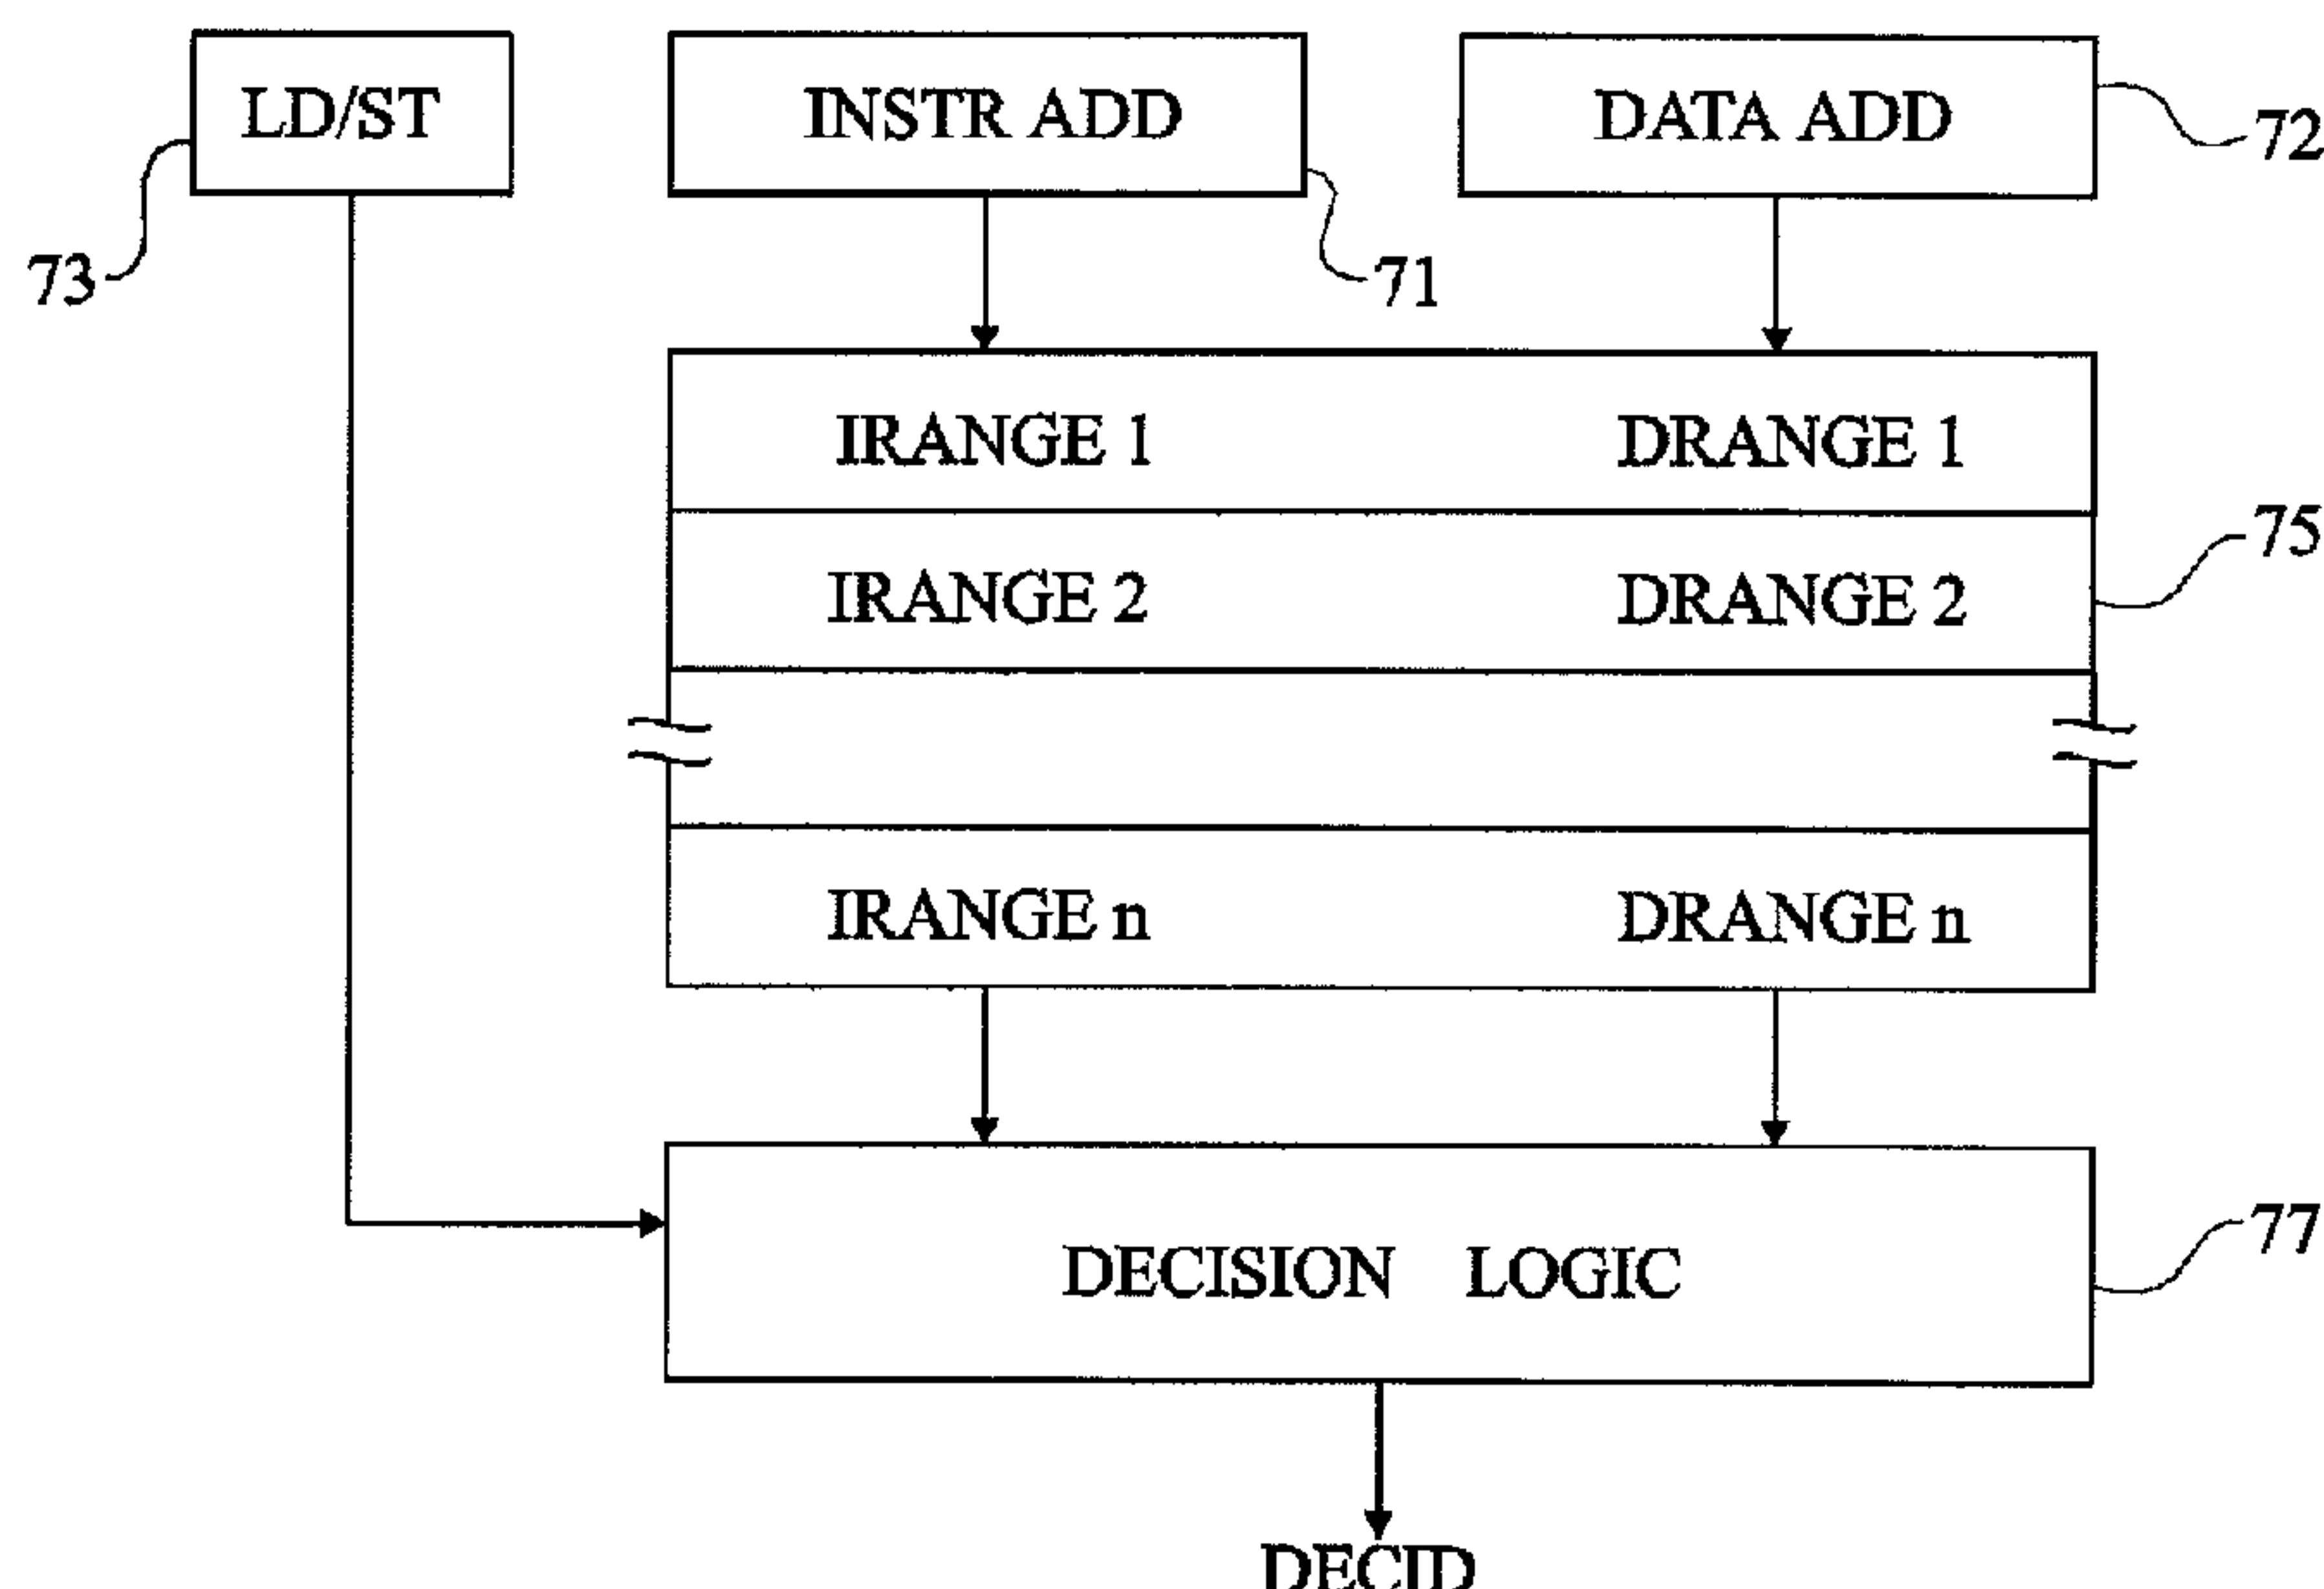 LD/ST
INSTR ADD
DATA ADD
72
73
71
IRANGE 1
DRANGE 1
75
IRANGE 2
DRANGE 2
IRANGE n
DRANGE n
77
DECISION LOGIC
DECID